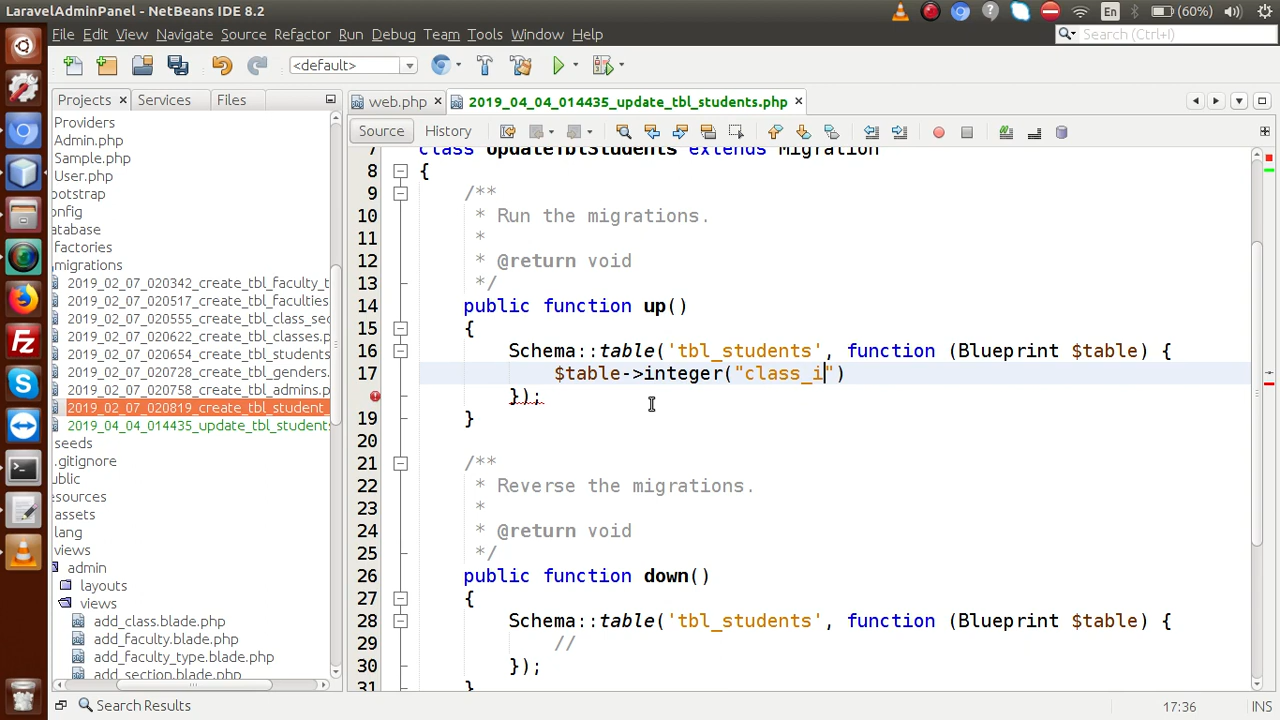 LaravelAdminPanel - NetBeans IDE 8.2
En
(60%)
File Edit View Navigate Source Refactor Run Debug Team Tools Window Help
Search (Ctrl+I)
<default>
Projects
Services
Files
web.php
2019_04_04_014435_update_tbl_students.php
Source
History
Providers
Admin.php
Sample.php
User.php
ootstrap
onfig
atabase
factories
migrations
2019_02_07_020342_create_tbl_faculty_t
2019_02_07_020517_create_tbl_faculties
2019_02_07_020555_create_tbl_class_sec
2019_02_07_020622_create_tbl_classes.p
2019_02_07_020654_create_tbl_students
2019_02_07_020728_create_tbl_genders.
2019_02_07_020758_create_tbl_admins.p
2019_02_07_020819_create_tbl_student_
2019_04_04_014435_update_tbl_students
seeds
.gitignore
ublic
esources
assets
lang
views
admin
layouts
views
add_class.blade.php
add_faculty.blade.php
add_faculty_type.blade.php
add_section.blade.php
7 class UpdateTblStudents extends Migration
8 {
9 /**
10 * Run the migrations.
11 *
12 * @return void
13 */
14 public function up()
15 {
16 Schema::table('tbl_students', function (Blueprint $table) {
17 $table->integer("class_i")
});
19 }
20
21 /**
22 * Reverse the migrations.
23 *
24 * @return void
25 */
26 public function down()
27 {
28 Schema::table('tbl_students', function (Blueprint $table) {
29 //
30 });
31 }
Search Results
17:36
INS